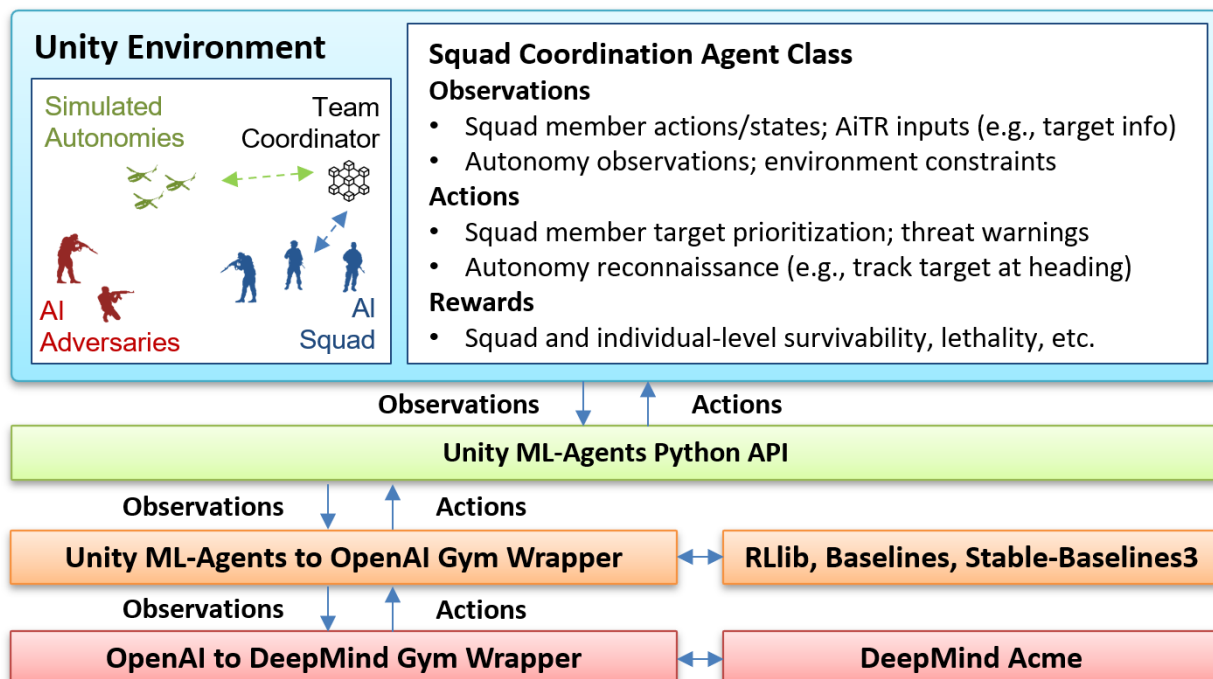 Unity Environment
Simulated
Autonomies
Team
Coordinator
AI
Adversaries
AI
Squad
Squad Coordination Agent Class
Observations
• Squad member actions/states; AiTR inputs (e.g., target info)
• Autonomy observations; environment constraints
Actions
• Squad member target prioritization; threat warnings
• Autonomy reconnaissance (e.g., track target at heading)
Rewards
• Squad and individual-level survivability, lethality, etc.
Observations Actions
Unity ML-Agents Python API
Observations Actions
Unity ML-Agents to OpenAI Gym Wrapper
RLlib, Baselines, Stable-Baselines3
Observations Actions
OpenAI to DeepMind Gym Wrapper
DeepMind Acme